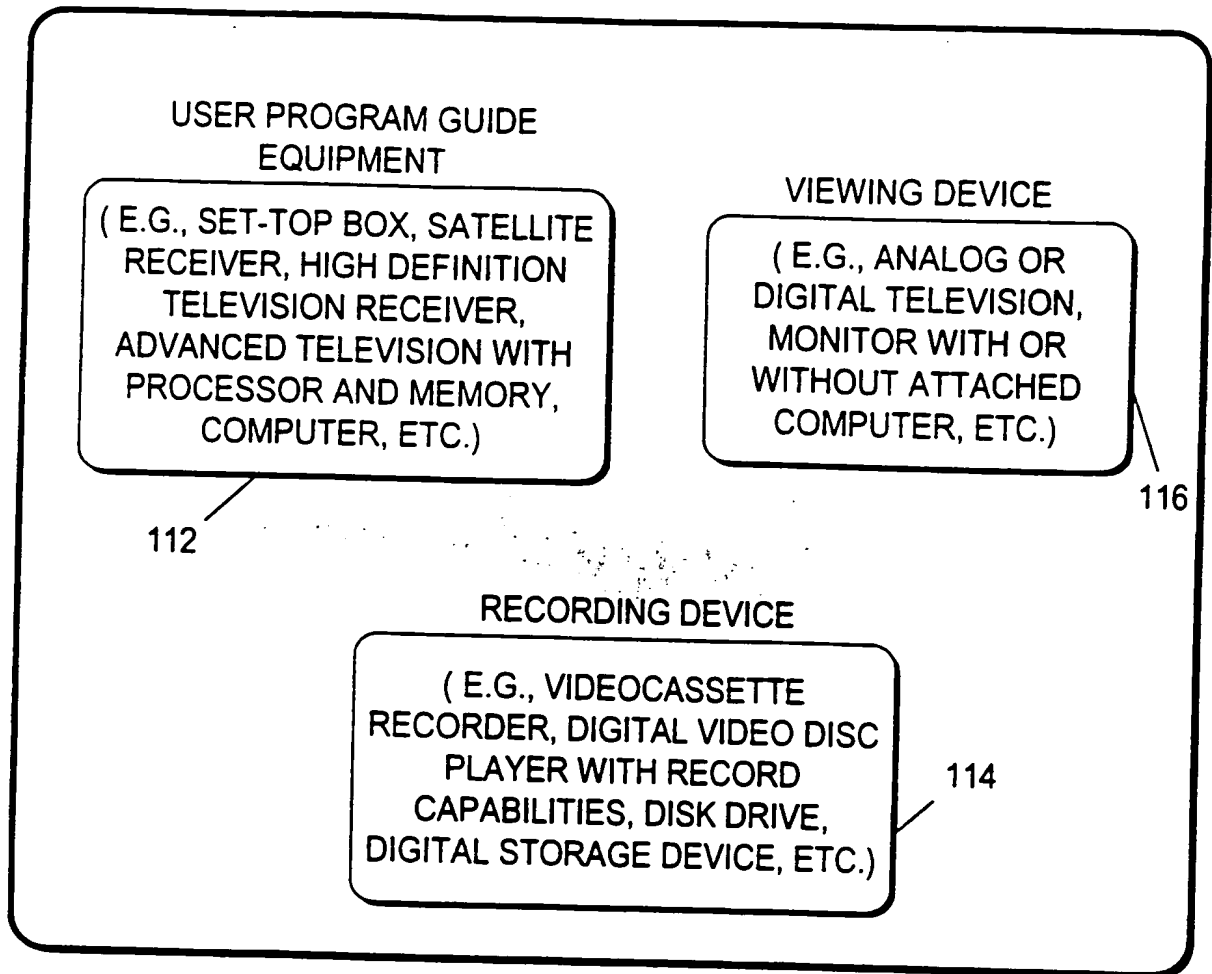 USER PROGRAM GUIDE
EQUIPMENT
( E.G., SET-TOP BOX, SATELLITE
RECEIVER, HIGH DEFINITION
TELEVISION RECEIVER,
ADVANCED TELEVISION WITH
PROCESSOR AND MEMORY,
COMPUTER, ETC.)
112
VIEWING DEVICE
( E.G., ANALOG OR
DIGITAL TELEVISION,
MONITOR WITH OR
WITHOUT ATTACHED
COMPUTER, ETC.)
116
RECORDING DEVICE
( E.G., VIDEOCASSETTE
RECORDER, DIGITAL VIDEO DISC
PLAYER WITH RECORD
CAPABILITIES, DISK DRIVE,
DIGITAL STORAGE DEVICE, ETC.)
114